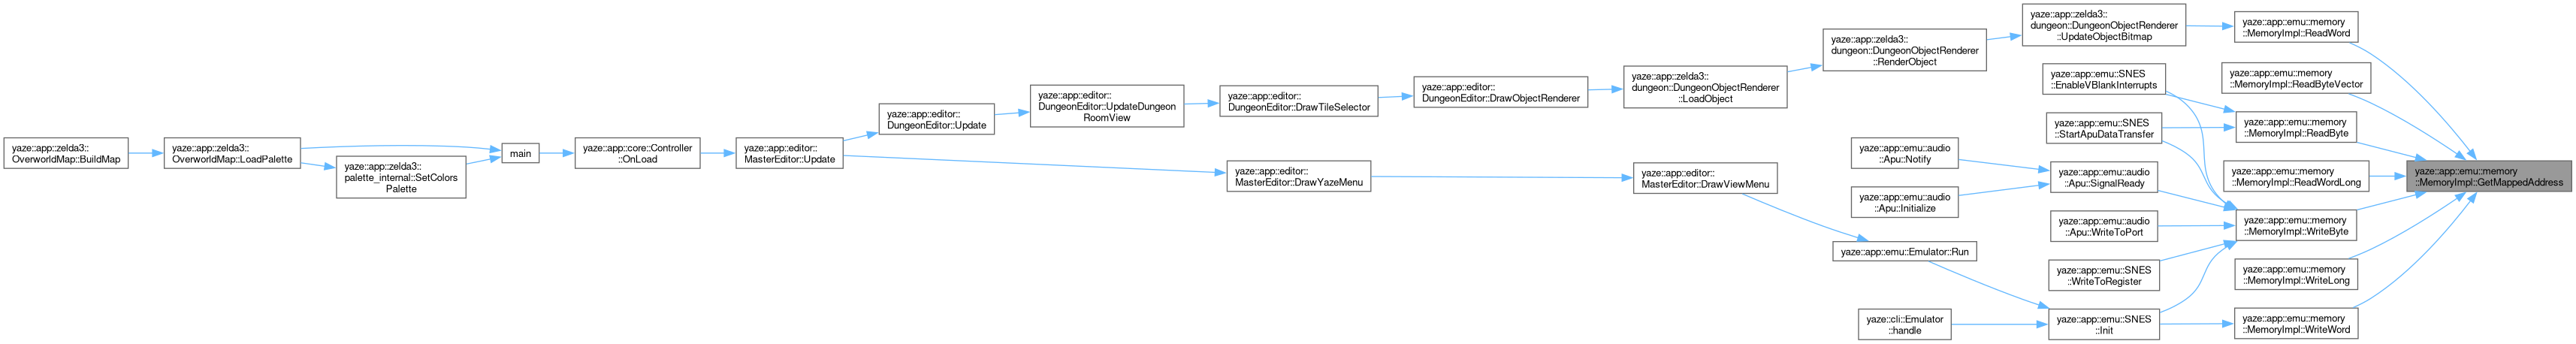 yaze::app::zelda3::
OverworldMap::BuildMap
yaze::app::zelda3::
OverworldMap::LoadPalette
yaze::app::zelda3::
palette_internal::SetColors
Palette
main
yaze::app::core::Controller
::OnLoad
yaze::app::editor::
MasterEditor::Update
yaze::app::editor::
DungeonEditor::Update
yaze::app::editor::
DungeonEditor::UpdateDungeon
RoomView
yaze::app::editor::
DungeonEditor::DrawTileSelector
yaze::app::editor::
MasterEditor::DrawYazeMenu
yaze::app::editor::
DungeonEditor::DrawObjectRenderer
yaze::app::zelda3::
dungeon::DungeonObjectRenderer
::LoadObject
yaze::app::editor::
MasterEditor::DrawViewMenu
yaze::app::zelda3::
dungeon::DungeonObjectRenderer
::RenderObject
yaze::app::emu::audio
::Apu::Notify
yaze::app::emu::audio
::Apu::Initialize
yaze::app::emu::Emulator::Run
yaze::cli::Emulator
::handle
yaze::app::zelda3::
dungeon::DungeonObjectRenderer
::UpdateObjectBitmap
yaze::app::emu::SNES
::EnableVBlankInterrupts
yaze::app::emu::SNES
::StartApuDataTransfer
yaze::app::emu::audio
::Apu::SignalReady
yaze::app::emu::audio
::Apu::WriteToPort
yaze::app::emu::SNES
::WriteToRegister
yaze::app::emu::SNES
::Init
yaze::app::emu::memory
::MemoryImpl::ReadWord
yaze::app::emu::memory
::MemoryImpl::ReadByteVector
yaze::app::emu::memory
::MemoryImpl::ReadByte
yaze::app::emu::memory
::MemoryImpl::ReadWordLong
yaze::app::emu::memory
::MemoryImpl::WriteByte
yaze::app::emu::memory
::MemoryImpl::WriteLong
yaze::app::emu::memory
::MemoryImpl::WriteWord
yaze::app::emu::memory
::MemoryImpl::GetMappedAddress